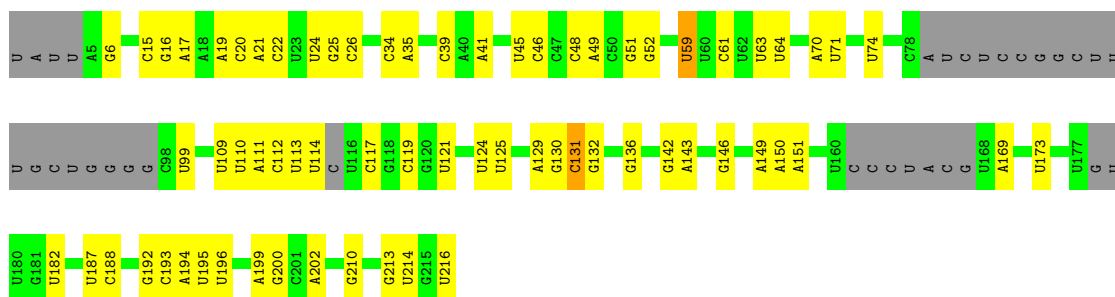 U A U U A5 G6 C15 G16 A17 A18 A19 C20 A21 C22 U23 U24 G25 C26 C34 A35 C39 A40 A41 U45 C46 C47 C48 A49 C50 G51 G52 U59 U60 C61 U62 U63 U64 A70 U71 U74 C78 A U C U C C G G C U U
U G C U G G G G C98 U99 U109 U110 A111 C112 U113 U114 C U116 C117 G118 C119 G120 U121 U124 U125 A129 G130 C131 G132 G136 G142 A143 G146 A149 A150 A151 U160 C C C U A C G U168 A169 U173 U177 G U
U180 G181 U182 U187 C188 G192 C193 A194 U195 U196 A199 G200 C201 A202 G210 G213 U214 G215 U216